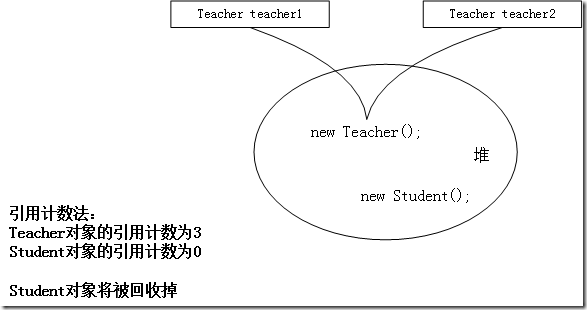 Teacher teacher1
Teacher teacher2
new Teacher();
堆
new Student();
引用计数法：
Teacher对象的引用计数为3
Student对象的引用计数为0
Student对象将被回收掉